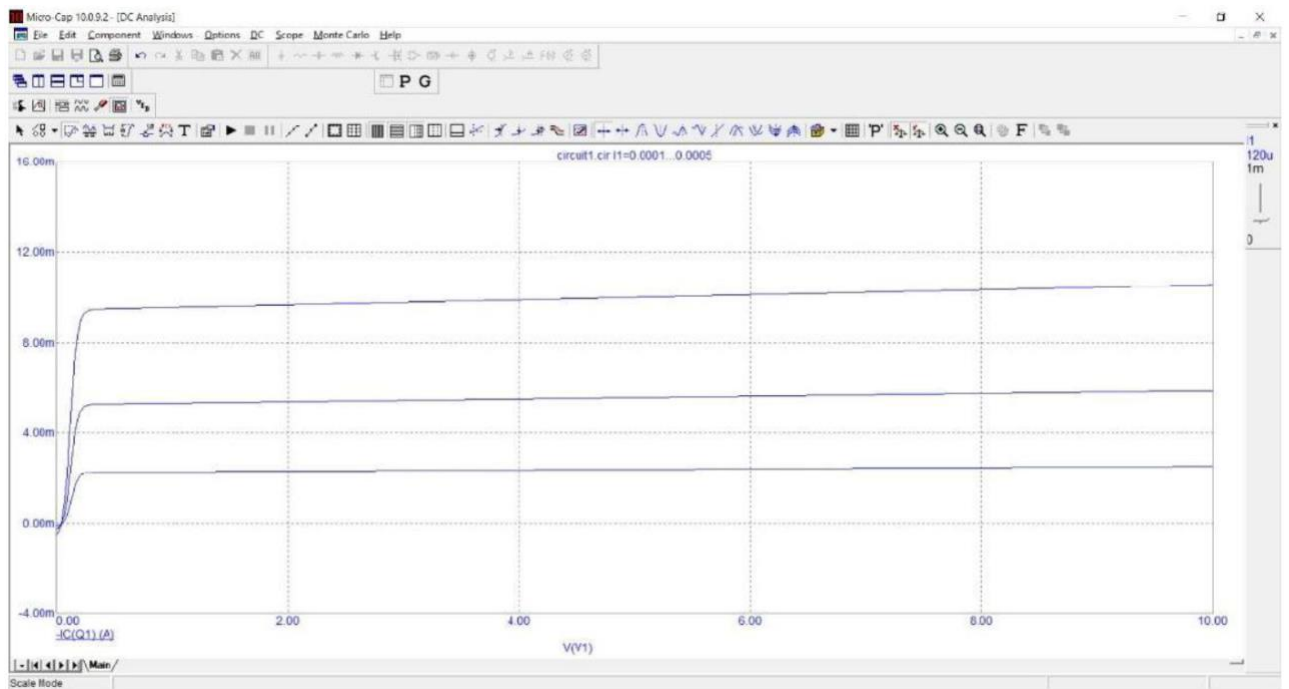 Micro-Cap 10.0.9.2 - [DC Analysis]
File Edit Component Windows Options DC Scope Monte Carlo Help
P G
T 'P' F
circuit1.cir I1=0.0001...0.0005
I1
120u
1m
0
16.00m
12.00m
8.00m
4.00m
0.00m
-4.00m
0.00 2.00 4.00 6.00 8.00 10.00
-IC(Q1) (A)
V(V1)
Main
Scale Mode